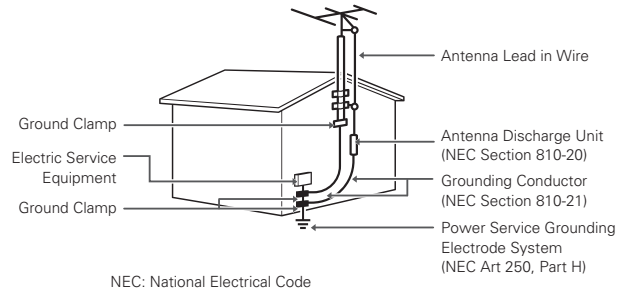 Antenna Lead in Wire
Ground Clamp
Antenna Discharge Unit
(NEC Section 810-20)
Electric Service
Equipment
Grounding Conductor
(NEC Section 810-21)
Ground Clamp
Power Service Grounding
Electrode System
(NEC Art 250, Part H)
NEC: National Electrical Code